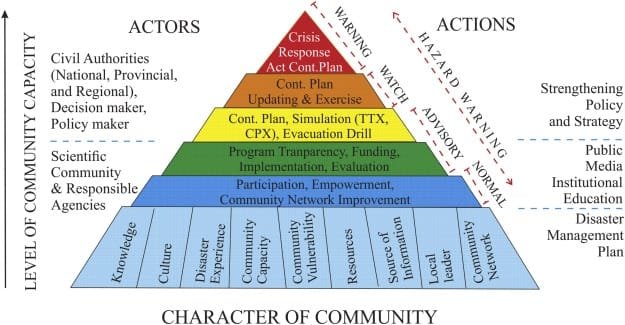 ACTORS
ACTIONS
LEVEL OF COMMUNITY CAPACITY
Civil Authorities
(National, Provincial,
and Regional),
Decision maker,
Policy maker
Scientific
Community
& Responsible
Agencies
Crisis
Response
Act Cont.Plan
Cont. Plan
Updating & Exercise
Cont. Plan, Simulation (TTX,
CPX), Evacuation Drill
Program Tranparency, Funding,
Implementation, Evaluation
Participation, Empowerment,
Community Network Improvement
WARNING
WATCH
ADVISORY
NORMAL
HAZARD WARNING
Strengthening
Policy
and Strategy
Public
Media
Institutional
Education
Disaster
Management
Plan
Knowledge
Culture
Disaster
Experience
Community
Capacity
Community
Vulnerability
Resources
Source of
Information
Local
leader
Community
Network
CHARACTER OF COMMUNITY